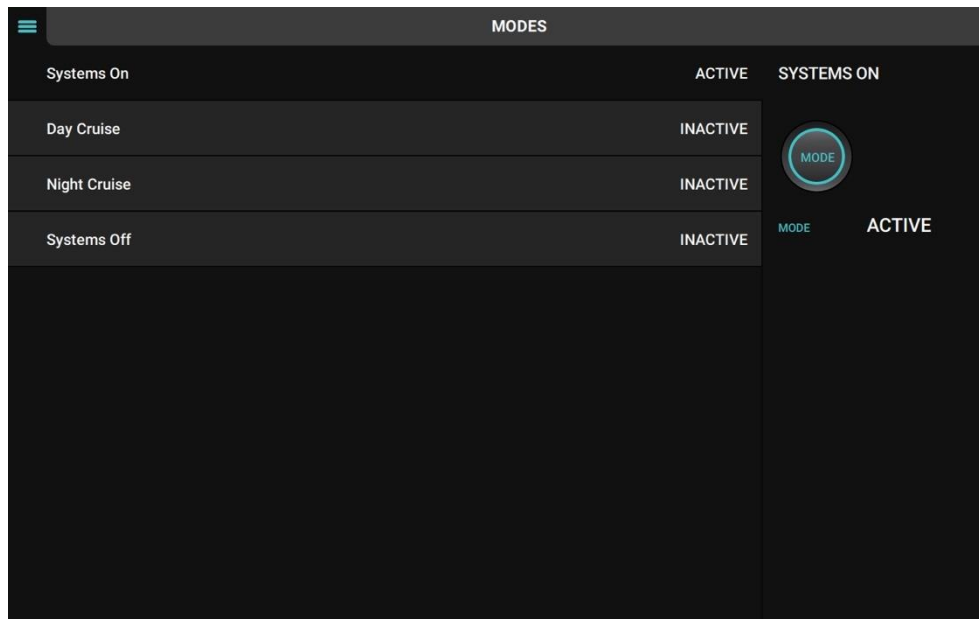 MODES
Systems On ACTIVE
Day Cruise INACTIVE
Night Cruise INACTIVE
Systems Off INACTIVE
SYSTEMS ON
MODE
MODE ACTIVE